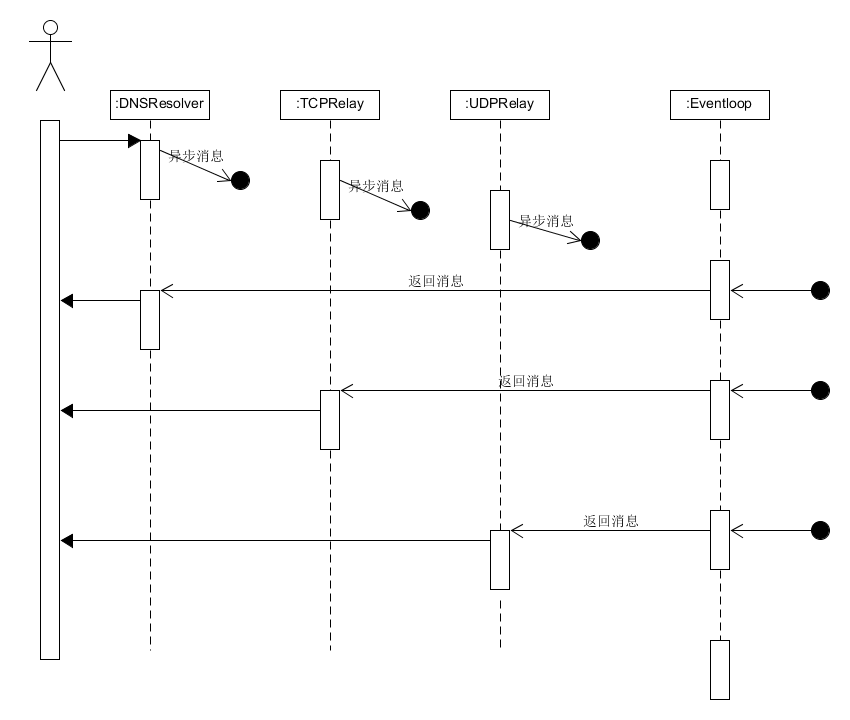 :DNSResolver
:TCPRelay
:UDPRelay
:Eventloop
异步消息
异步消息
异步消息
返回消息
返回消息
返回消息